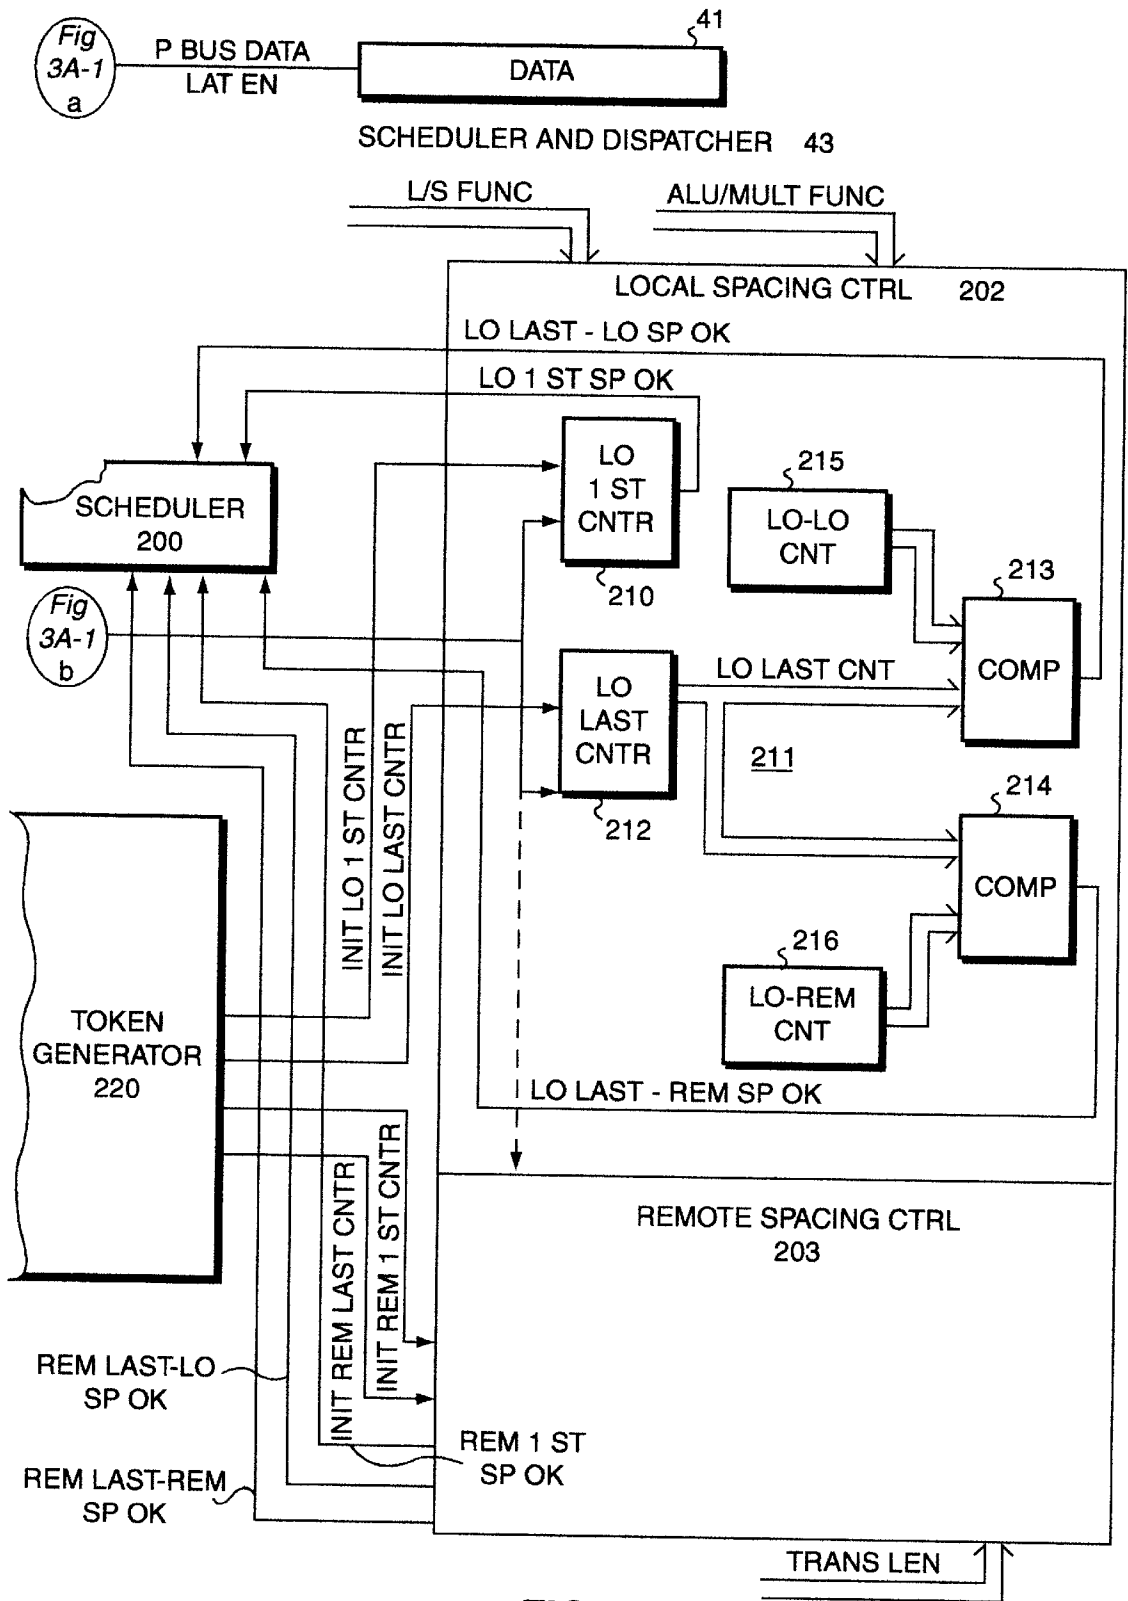 Fig
3A-1
a
P BUS DATA
LAT EN
41
DATA
SCHEDULER AND DISPATCHER 43
L/S FUNC
ALU/MULT FUNC
LOCAL SPACING CTRL 202
LO LAST - LO SP OK
LO 1 ST SP OK
LO
1 ST
CNTR
210
215
LO-LO
CNT
SCHEDULER
200
213
COMP
Fig
3A-1
b
LO
LAST
CNTR
212
LO LAST CNT
211
214
COMP
INIT LO 1 ST CNTR
INIT LO LAST CNTR
216
LO-REM
CNT
TOKEN
GENERATOR
220
LO LAST - REM SP OK
INIT REM LAST CNTR
INIT REM 1 ST CNTR
REMOTE SPACING CTRL
203
REM LAST-LO
SP OK
REM 1 ST
SP OK
REM LAST-REM
SP OK
TRANS LEN